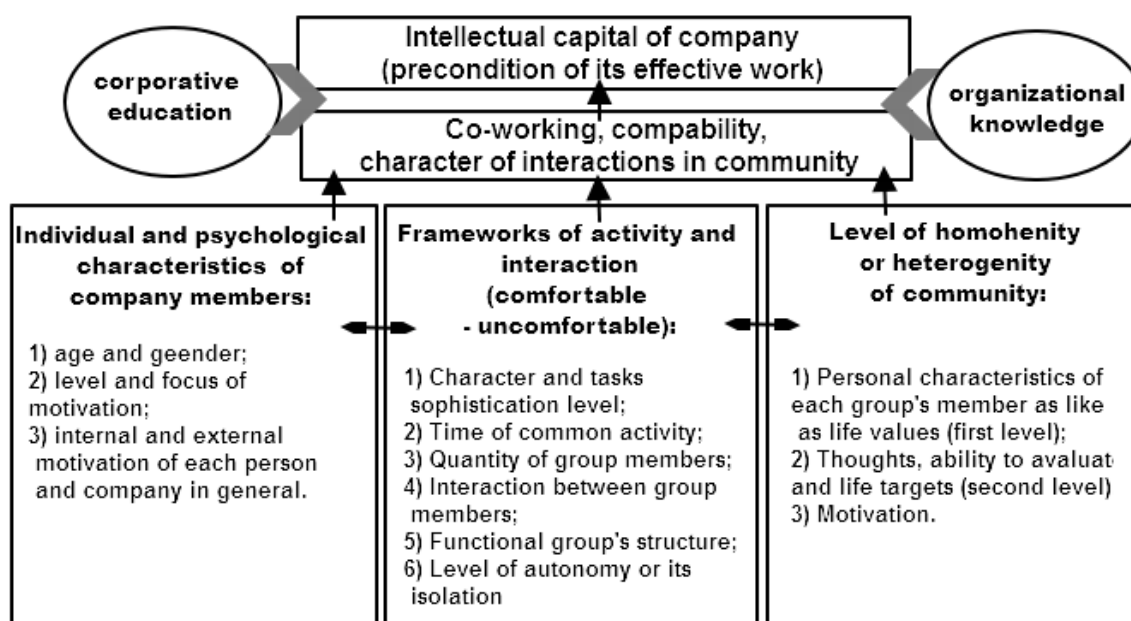 Intellectual capital of company
(precondition of its effective work)
corporative
education
organizational
knowledge
Co-working, compability,
character of interactions in community
Individual and psychological
characteristics of
company members:
1) age and geender;
2) level and focus of
motivation;
3) internal and external
motivation of each person
and company in general.
Frameworks of activity and
interaction
(comfortable
- uncomfortable):
1) Character and tasks
sophistication level;
2) Time of common activity;
3) Quantity of group members;
4) Interaction between group
members;
5) Functional group's structure;
6) Level of autonomy or its
isolation
Level of homohenity
or heterogenity
of community:
1) Personal characteristics of
each group's member as like
as life values (first level);
2) Thoughts, ability to avaluat
and life targets (second level)
3) Motivation.